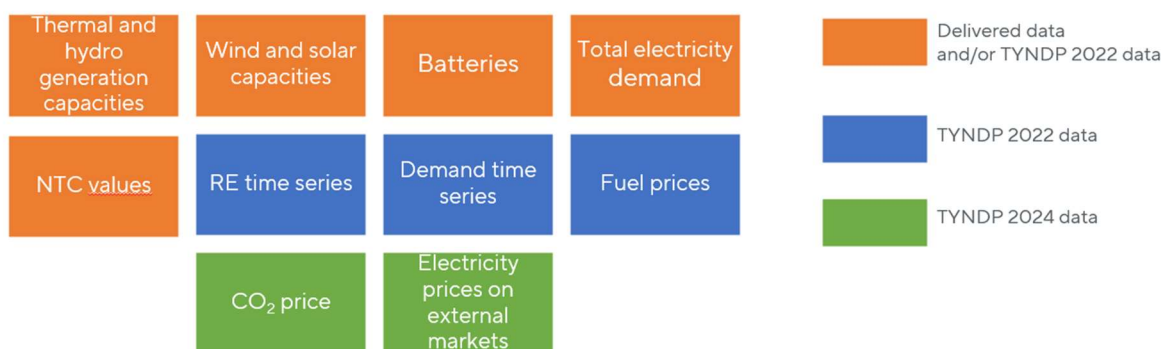 Thermal and
hydro
generation
capacities
Wind and solar
capacities
Batteries
Total electricity
demand
NTC values
RE time series
Demand time
series
Fuel prices
CO₂ price
Electricity
prices on
external
markets
Delivered data
and/or TYNDP 2022 data
TYNDP 2022 data
TYNDP 2024 data